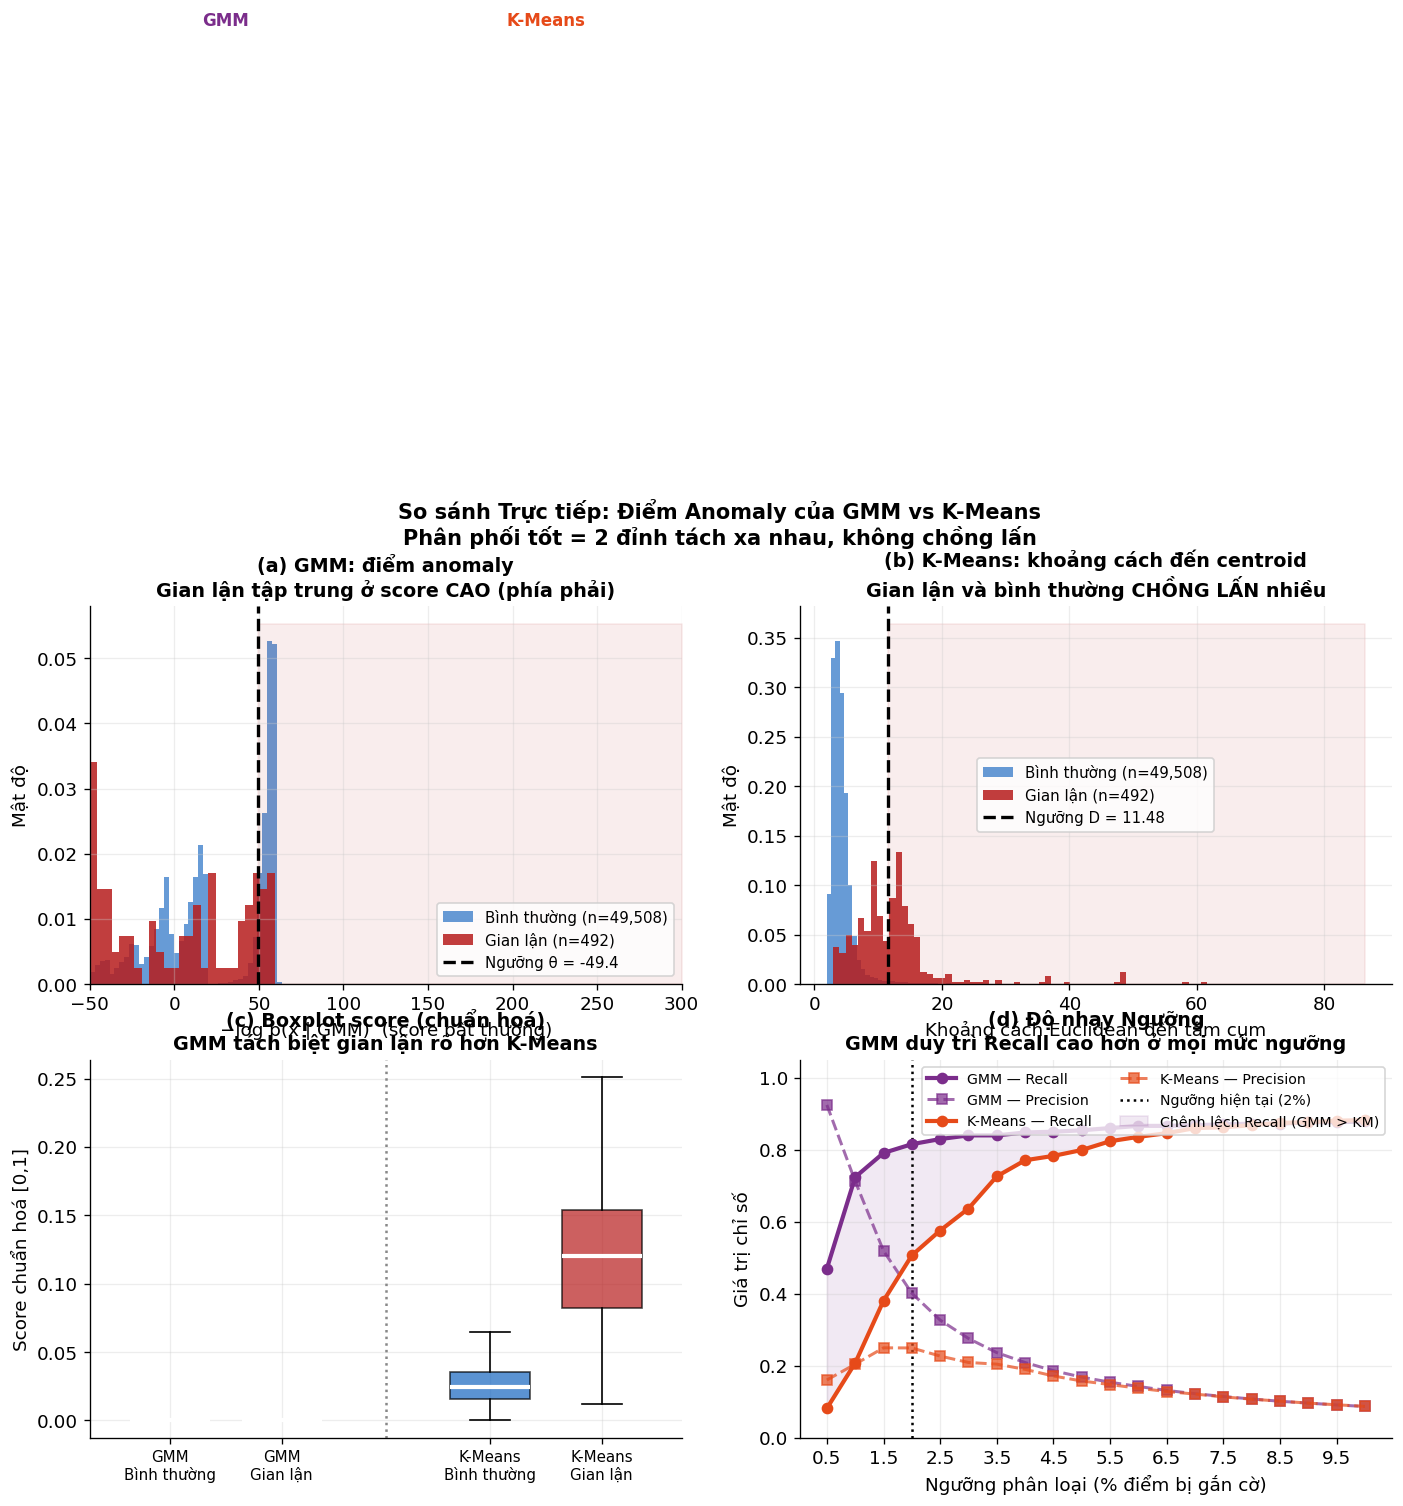 GMM
K-Means
So sánh Trực tiếp: Điểm Anomaly của GMM vs K-Means
Phân phối tốt = 2 đỉnh tách xa nhau, không chồng lấn
(a) GMM: điểm anomaly
Gian lận tập trung ở score CAO (phía phải)
Mật độ
0.05
0.04
0.03
0.02
0.01
0.00
−50
0
50
100
150
200
250
300
Bình thường (n=49,508)
Gian lận (n=492)
Ngưỡng θ = -49.4
−log p(x | GMM) (score bất thường)
(b) K-Means: khoảng cách đến centroid
Gian lận và bình thường CHỒNG LẤN nhiều
Mật độ
0.35
0.30
0.25
0.20
0.15
0.10
0.05
0.00
0
20
40
60
80
Bình thường (n=49,508)
Gian lận (n=492)
Ngưỡng D = 11.48
Khoảng cách Euclidean đến tâm cụm
(c) Boxplot score (chuẩn hoá)
GMM tách biệt gian lận rõ hơn K-Means
Score chuẩn hoá [0,1]
0.25
0.20
0.15
0.10
0.05
0.00
GMM
Bình thường
GMM
Gian lận
K-Means
Bình thường
K-Means
Gian lận
(d) Độ nhạy Ngưỡng
GMM duy trì Recall cao hơn ở mọi mức ngưỡng
Giá trị chỉ số
1.0
0.8
0.6
0.4
0.2
0.0
GMM — Recall
GMM — Precision
K-Means — Recall
K-Means — Precision
Ngưỡng hiện tại (2%)
Chênh lệch Recall (GMM > KM)
0.5
1.5
2.5
3.5
4.5
5.5
6.5
7.5
8.5
9.5
Ngưỡng phân loại (% điểm bị gắn cờ)